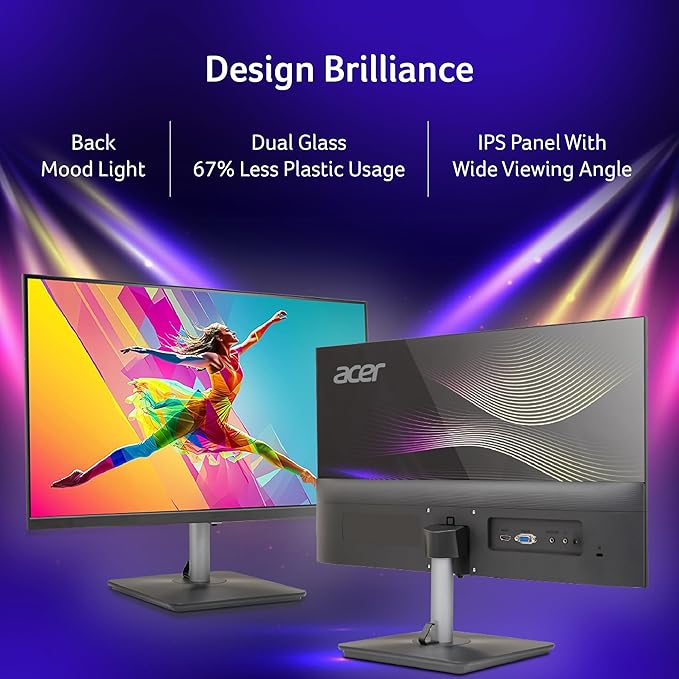 Design Brilliance
Back
Mood Light
Dual Glass
67% Less Plastic Usage
IPS Panel With
Wide Viewing Angle
acer